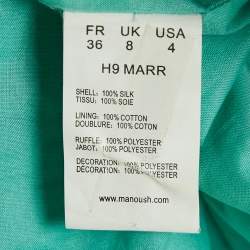 FR UK USA
36 8 4
H9 MARR
SHELL: 100% SILK
TISSU: 100% SOIE
LINING: 100% COTTON
DOUBLURE: 100% COTON
RUFFLE: 100% POLYESTER
JABOT: 100% POLYESTER
DECORATION: 100% POLYESTER
DECORATION: 100% POLYESTER
www.manoush.com